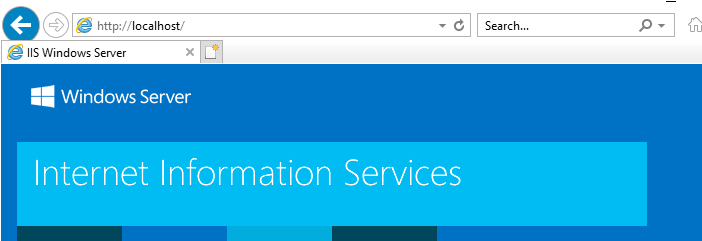 http://localhost/
Search...
IIS Windows Server
Windows Server
Internet Information Services